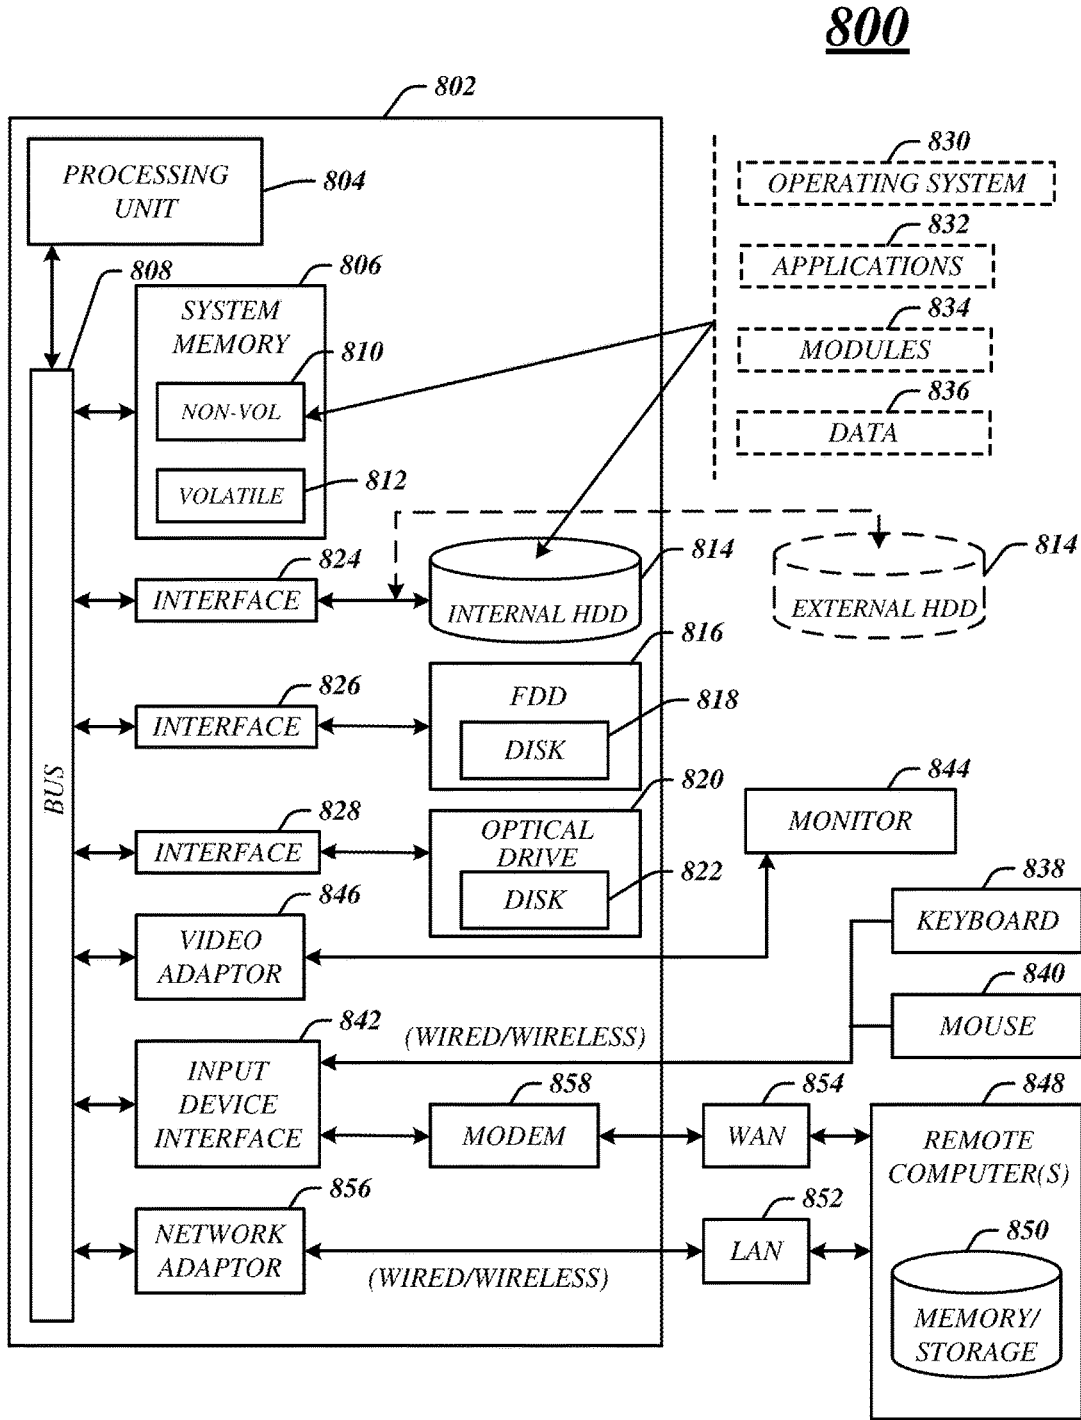 800
802
PROCESSING
UNIT
804
808
806
SYSTEM
MEMORY
810
NON-VOL
VOLATILE
812
830
OPERATING SYSTEM
832
APPLICATIONS
834
MODULES
836
DATA
824
INTERFACE
814
INTERNAL HDD
814
EXTERNAL HDD
816
FDD
818
DISK
826
INTERFACE
BUS
820
OPTICAL
DRIVE
822
DISK
828
INTERFACE
844
MONITOR
846
VIDEO
ADAPTOR
838
KEYBOARD
840
MOUSE
842
INPUT
DEVICE
INTERFACE
(WIRED/WIRELESS)
858
MODEM
854
WAN
848
REMOTE
COMPUTER(S)
856
NETWORK
ADAPTOR
(WIRED/WIRELESS)
852
LAN
850
MEMORY/
STORAGE